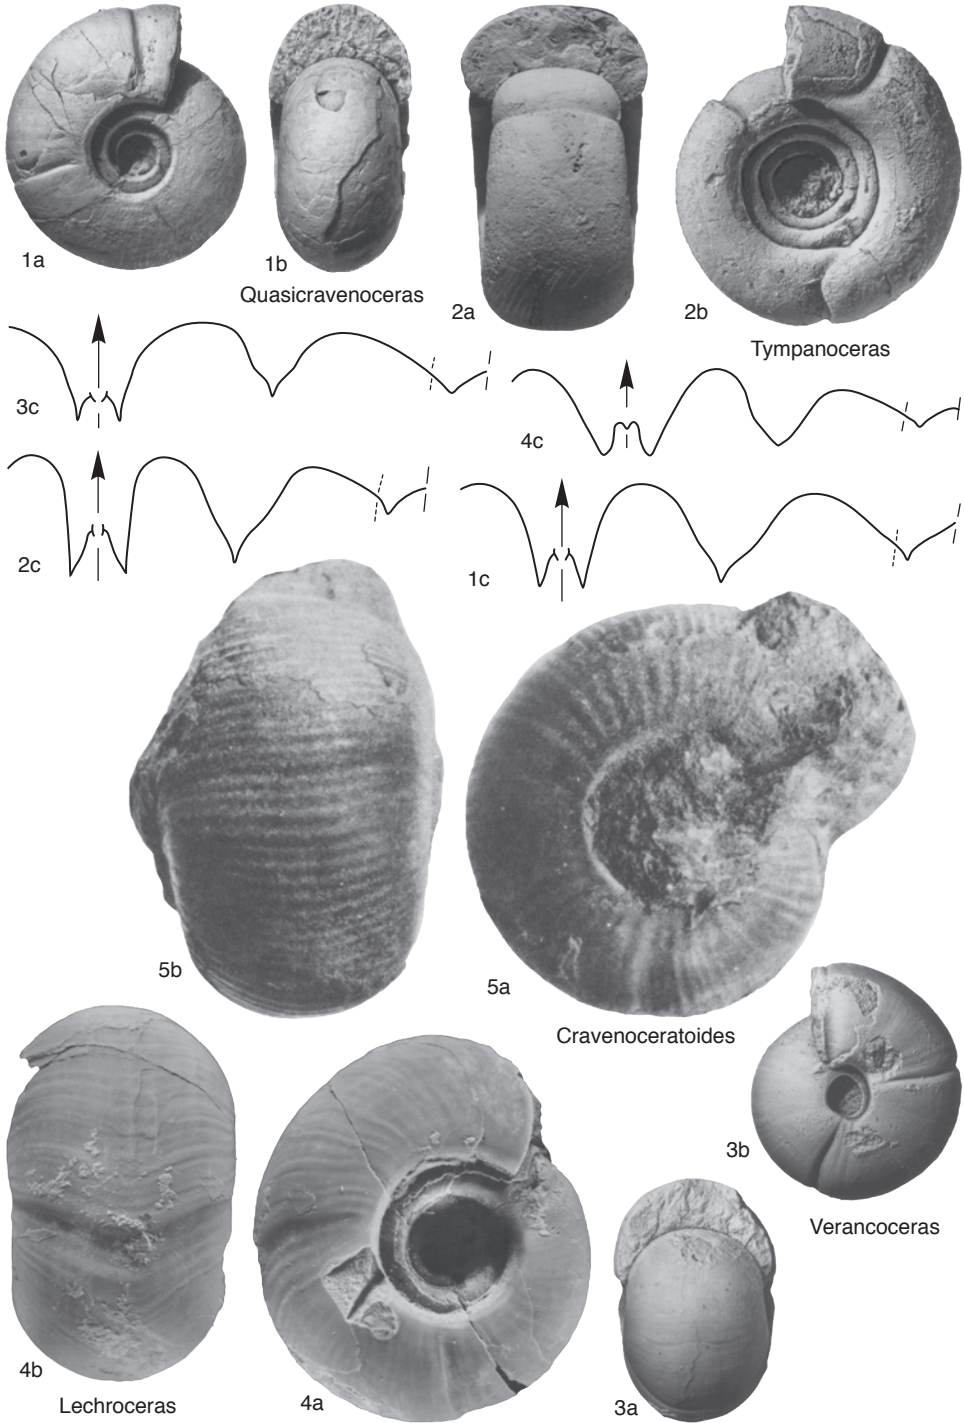 1a
1b
Quasicravenoceras
2a
2b
Tympanoceras
3c
4c
2c
1c
5b
5a
Cravenoceratoides
3b
Verancoceras
4b
Lechroceras
4a
3a